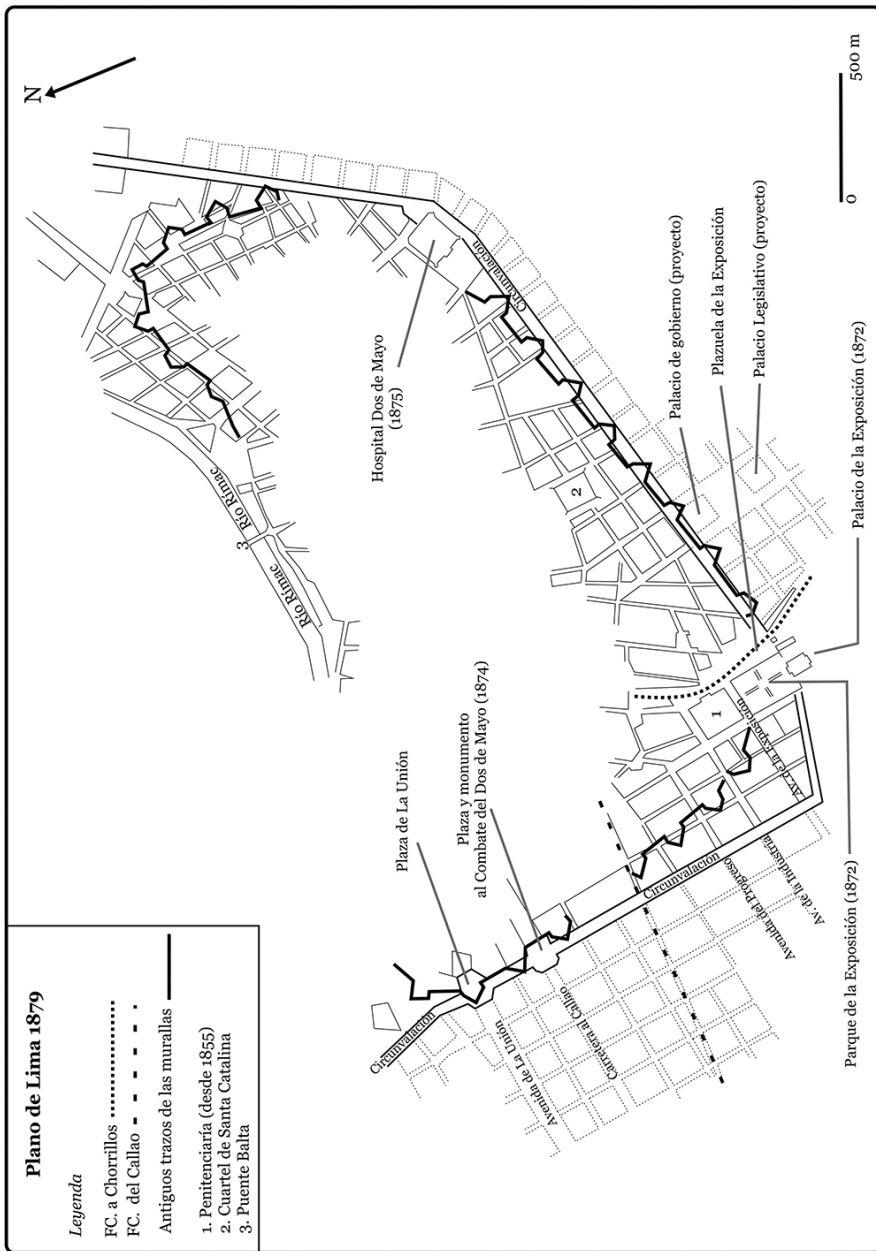 Plano de Lima 1879
Leyenda
FC. a Chorrillos
FC. del Callao
Antiguos trazos de las murallas
1. Penitenciaría (desde 1855)
2. Cuartel de Santa Catalina
3. Puente Balta
N
Río Rímac
3
Río Rímac
Hospital Dos de Mayo
(1875)
Circunvalación
2
Plaza de La Unión
Plaza y monumento
al Combate del Dos de Mayo (1874)
Palacio de gobierno (proyecto)
Plazuela de la Exposición
Palacio Legislativo (proyecto)
Palacio de la Exposición (1872)
0
500 m
1
Av. de la Exposición
Circunvalación
Circunvalación
Avenida de La Unión
Carretera al Callao
Avenida del Progreso
Av. de la Industria
Parque de la Exposición (1872)